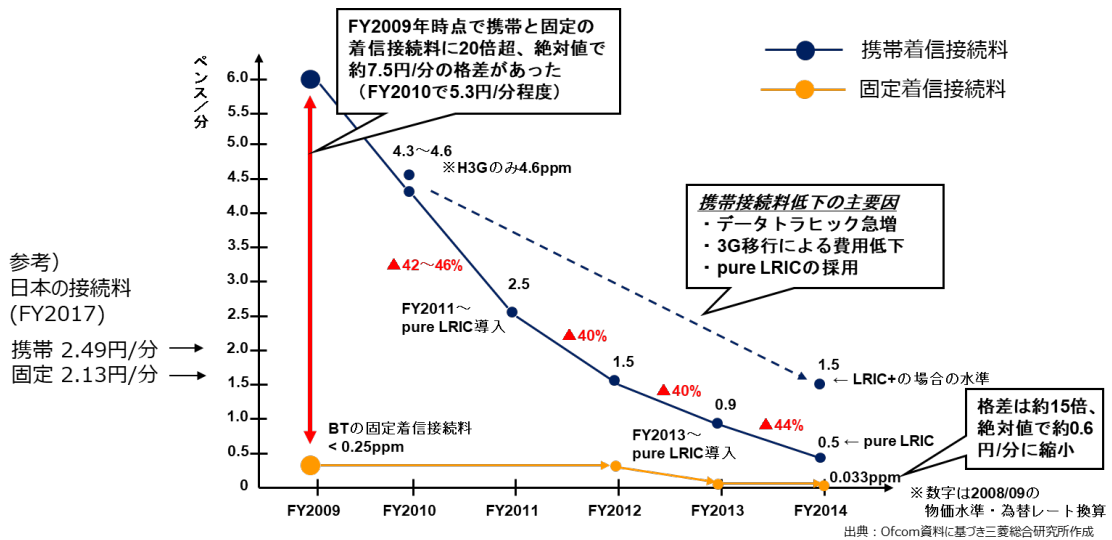 FY2009年時点で携帯と固定の
着信接続料に20倍超、絶対値で
約7.5円/分の格差があった
（FY2010で5.3円/分程度）
携帯着信接続料
固定着信接続料
ペンス／分
6.0
5.5
5.0
4.5
4.0
3.5
3.0
2.5
2.0
1.5
1.0
0.5
0
4.3～4.6
※H3Gのみ4.6ppm
携帯接続料低下の主要因
・データトラヒック急増
・3G移行による費用低下
・pure LRICの採用
参考）
日本の接続料
(FY2017)
携帯 2.49円/分
固定 2.13円/分
▲42～46%
2.5
FY2011～
pure LRIC導入
▲40%
1.5
▲40%
0.9
FY2013～
pure LRIC導入
▲44%
1.5
← LRIC+の場合の水準
0.5 ← pure LRIC
0.033ppm
BTの固定着信接続料
< 0.25ppm
格差は約15倍、
絶対値で約0.6
円/分に縮小
FY2009 FY2010 FY2011 FY2012 FY2013 FY2014
※数字は2008/09の
物価水準・為替レート換算
出典：Ofcom資料に基づき三菱総合研究所作成